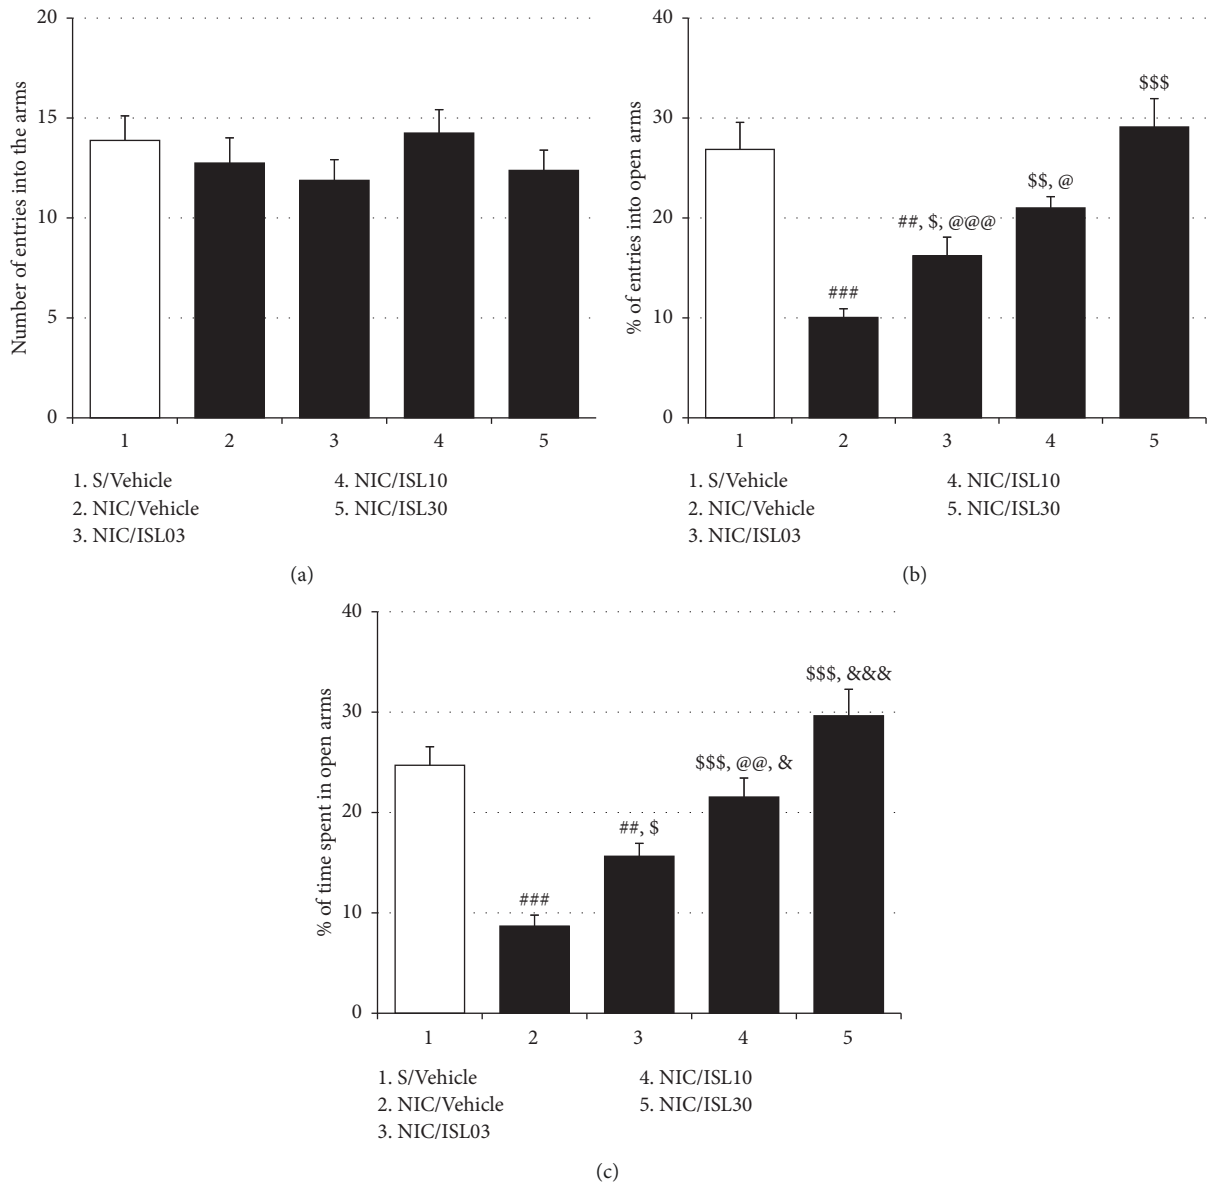 Number of entries into the arms
20
15
10
5
0
1 2 3 4 5
1. S/Vehicle
2. NIC/Vehicle
3. NIC/ISL03
4. NIC/ISL10
5. NIC/ISL30
(a)
% of entries into open arms
40
30
20
10
0
###
##, $, @@@
$$, @
$$$
1 2 3 4 5
1. S/Vehicle
2. NIC/Vehicle
3. NIC/ISL03
4. NIC/ISL10
5. NIC/ISL30
(b)
% of time spent in open arms
40
30
20
10
0
###
##, $
$$$, @@, &
$$$, &&&
1 2 3 4 5
1. S/Vehicle
2. NIC/Vehicle
3. NIC/ISL03
4. NIC/ISL10
5. NIC/ISL30
(c)